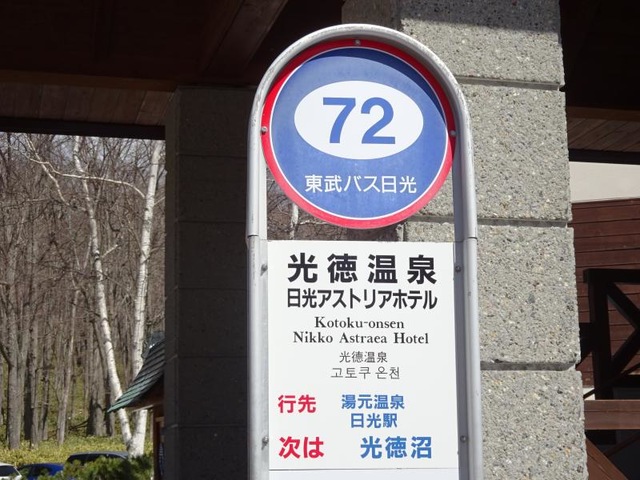 72
東武バス日光
光徳温泉
日光アストリアホテル
Kotoku-onsen
Nikko Astraea Hotel
光德温泉
고토쿠 온천
行先 湯元温泉
日光駅
次は 光徳沼